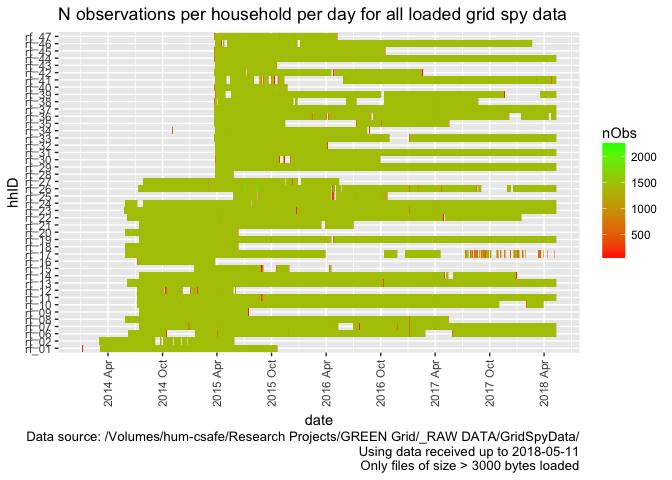 N observations per household per day for all loaded grid spy data
hhID
rf_47
rf_46
rf_45
rf_44
rf_43
rf_42
rf_41
rf_40
rf_39
rf_38
rf_37
rf_36
rf_35
rf_34
rf_33
rf_32
rf_31
rf_30
rf_29
rf_28
rf_27
rf_26
rf_25
rf_24
rf_23
rf_22
rf_21
rf_20
rf_19
rf_18
rf_17
rf_16
rf_15
rf_14
rf_13
rf_12
rf_11
rf_10
rf_09
rf_08
rf_07
rf_06
rf_02
rf_01
2014 Apr
2014 Oct
2015 Apr
2015 Oct
2016 Apr
2016 Oct
2017 Apr
2017 Oct
2018 Apr
date
nObs
2000
1500
1000
500
Data source: /Volumes/hum-csafe/Research Projects/GREEN Grid/_RAW DATA/GridSpyData/
Using data received up to 2018-05-11
Only files of size > 3000 bytes loaded